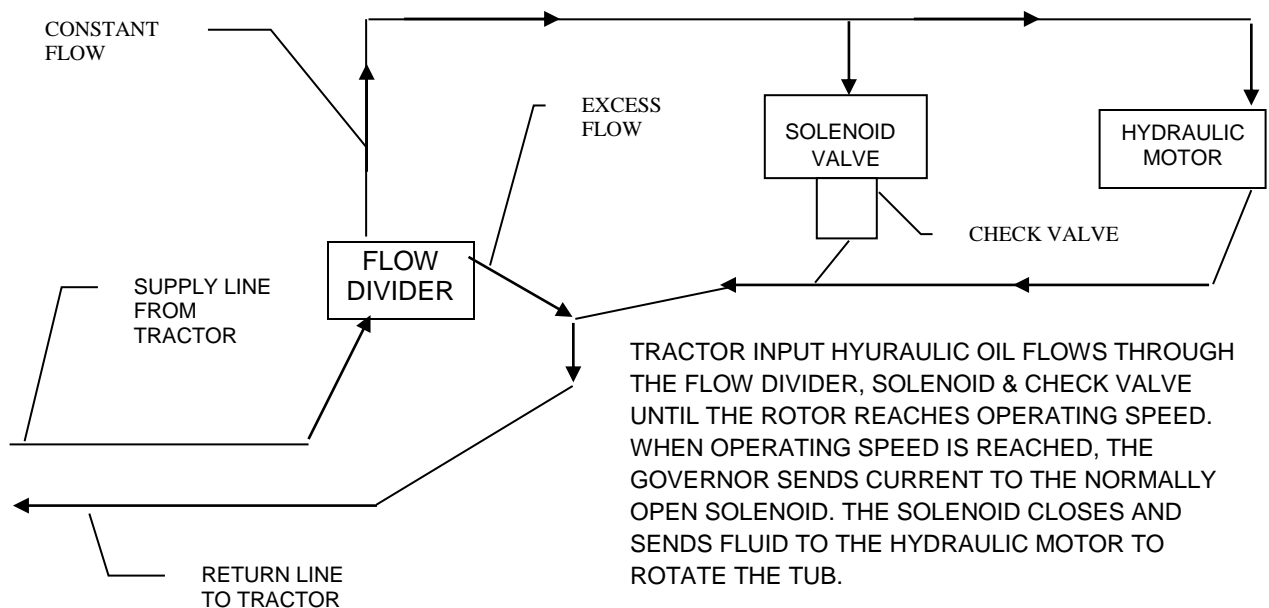 CONSTANT
FLOW
EXCESS
FLOW
SOLENOID
VALVE
HYDRAULIC
MOTOR
CHECK VALVE
FLOW
DIVIDER
SUPPLY LINE
FROM
TRACTOR
TRACTOR INPUT HYURAULIC OIL FLOWS THROUGH
THE FLOW DIVIDER, SOLENOID & CHECK VALVE
UNTIL THE ROTOR REACHES OPERATING SPEED.
WHEN OPERATING SPEED IS REACHED, THE
GOVERNOR SENDS CURRENT TO THE NORMALLY
OPEN SOLENOID. THE SOLENOID CLOSES AND
SENDS FLUID TO THE HYDRAULIC MOTOR TO
ROTATE THE TUB.
RETURN LINE
TO TRACTOR